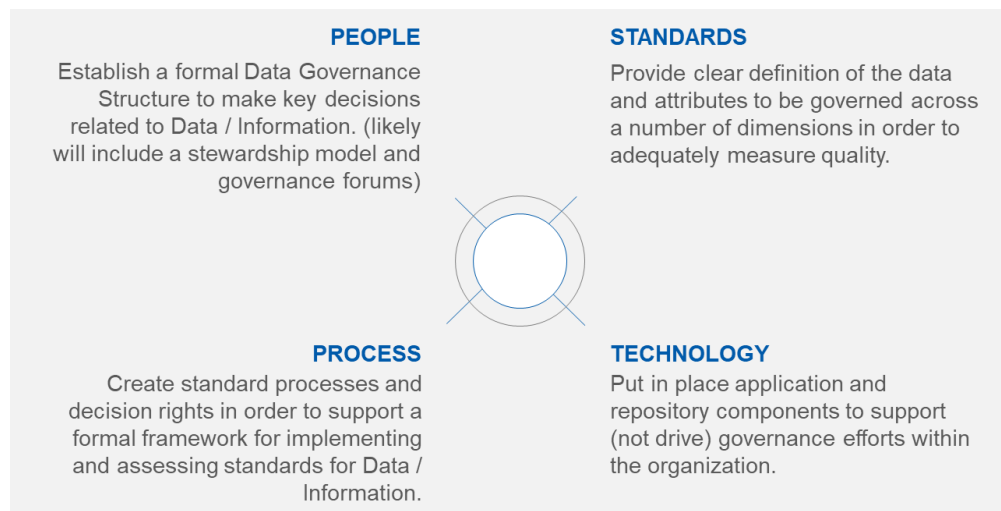 PEOPLE
Establish a formal Data Governance
Structure to make key decisions
related to Data / Information. (likely
will include a stewardship model and
governance forums)
STANDARDS
Provide clear definition of the data
and attributes to be governed across
a number of dimensions in order to
adequately measure quality.
PROCESS
Create standard processes and
decision rights in order to support a
formal framework for implementing
and assessing standards for Data /
Information.
TECHNOLOGY
Put in place application and
repository components to support
(not drive) governance efforts within
the organization.